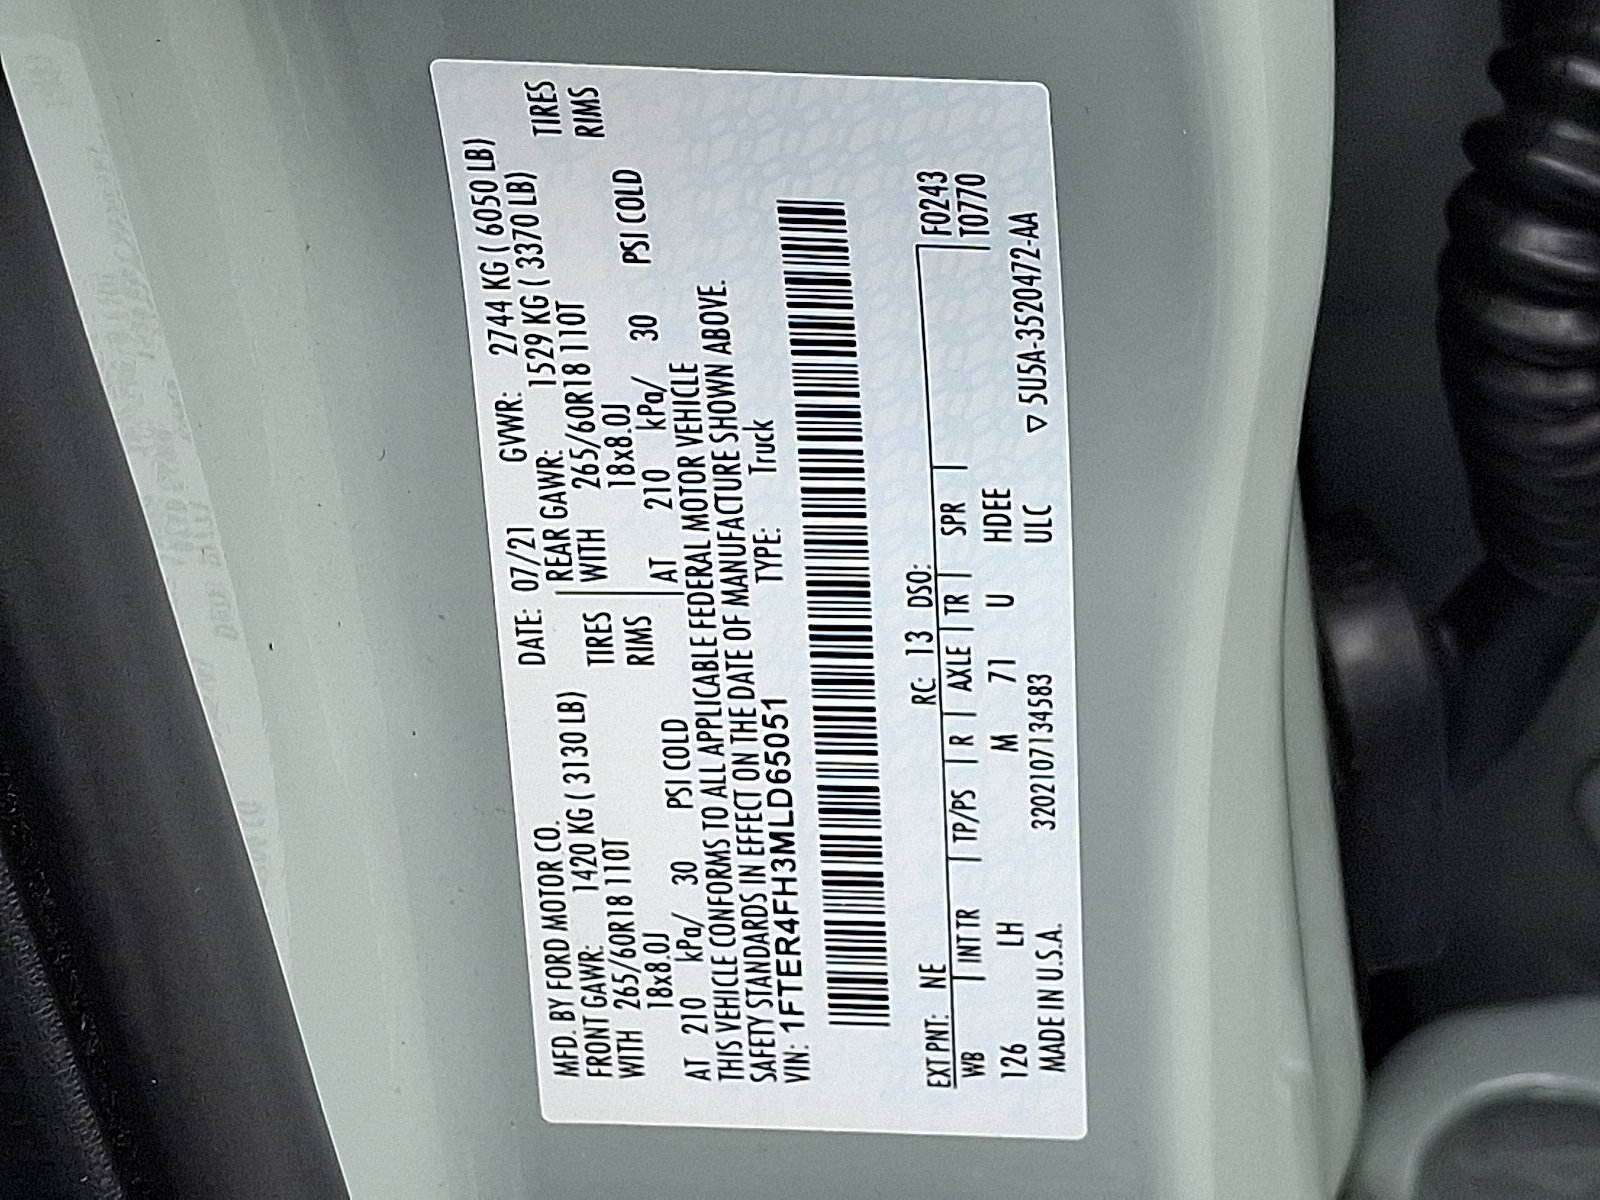 MFD. BY FORD MOTOR CO. DATE: 07/21 GVWR: 2744 KG ( 6050 LB)
FRONT GAWR: 1420 KG ( 3130 LB) REAR GAWR: 1529 KG ( 3370 LB)
WITH 265/60R18 110T TIRES WITH 265/60R18 110T TIRES
18x8.0J RIMS 18x8.0J RIMS
AT 210 kPa/ 30 PSI COLD AT 210 kPa/ 30 PSI COLD
THIS VEHICLE CONFORMS TO ALL APPLICABLE FEDERAL MOTOR VEHICLE
SAFETY STANDARDS IN EFFECT ON THE DATE OF MANUFACTURE SHOWN ABOVE.
VIN: 1FTER4FH3MLD65051 TYPE: Truck
EXT PNT: NE RC: 13 DSO: F0243
WB INT TR TP/PS R AXLE TR SPR T0770
126 LH M 71 U HDEE
MADE IN U.S.A. 3202107134583 ULC ▽ 5U5A-3520472-AA